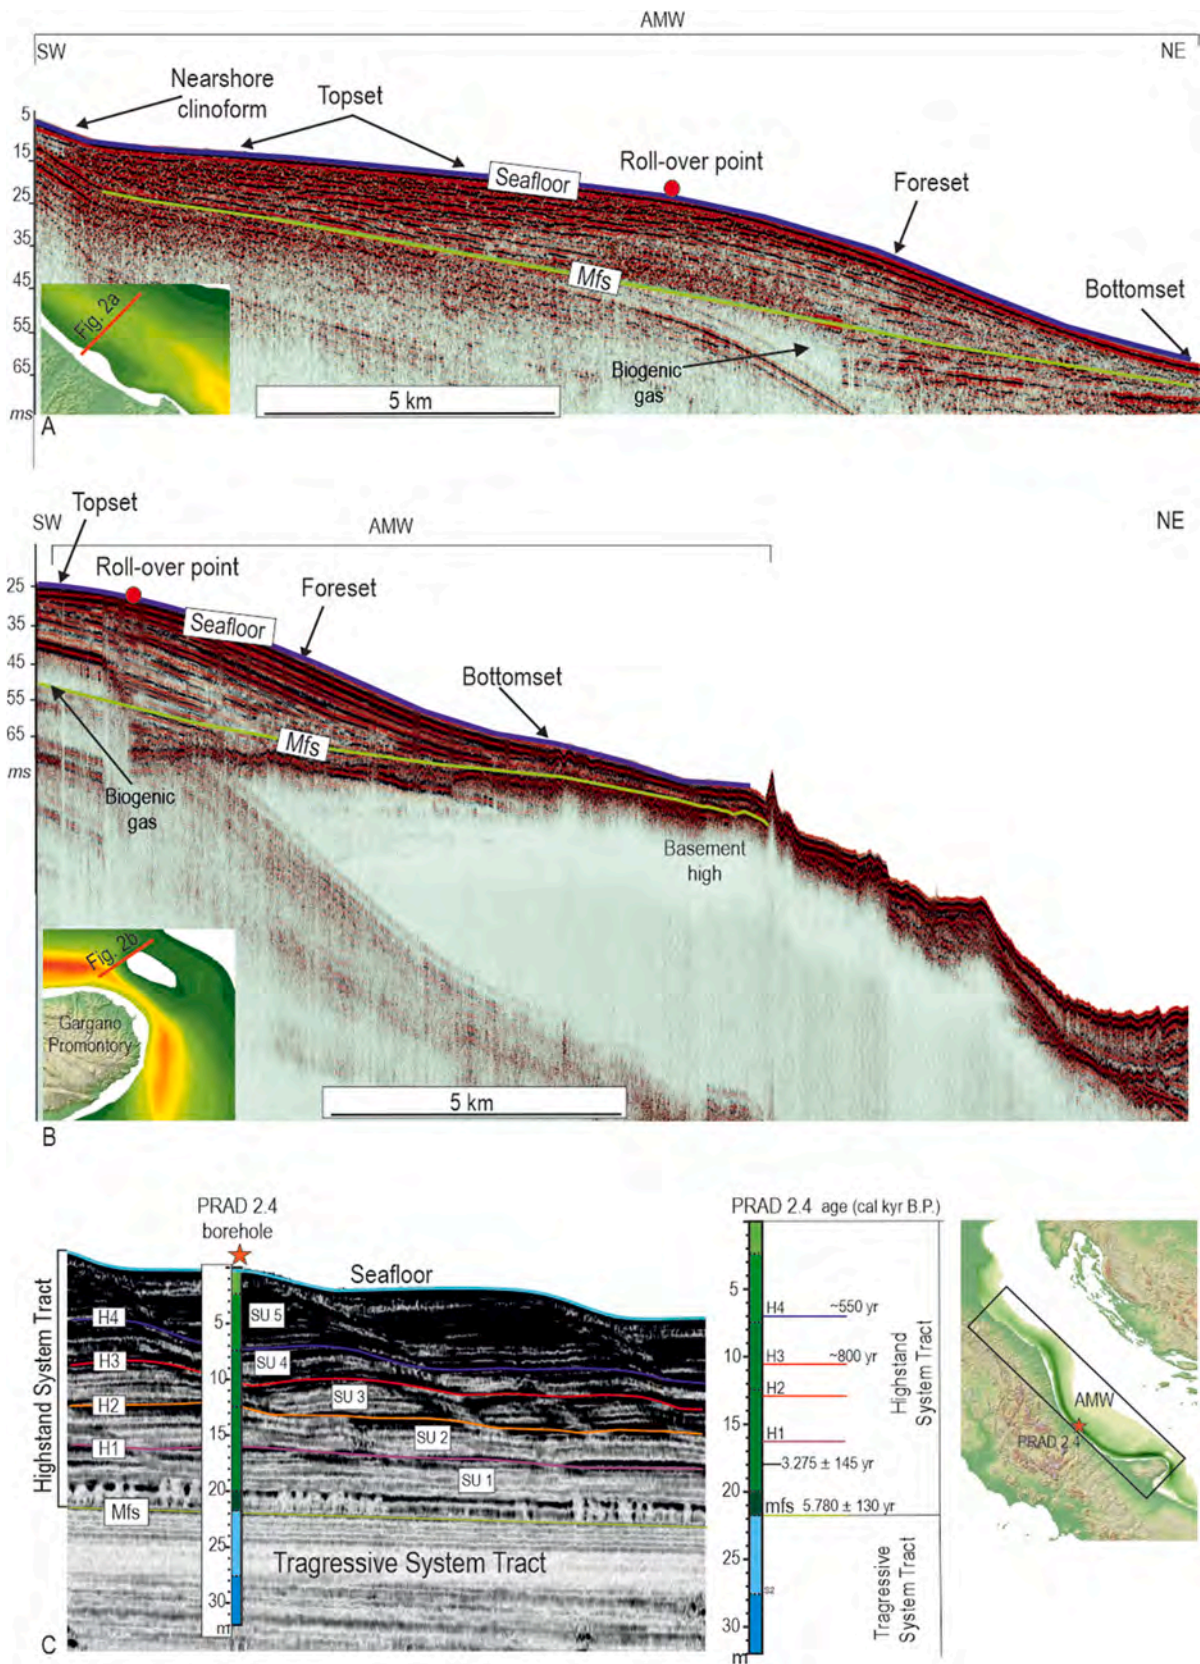 AMW
SW
NE
Nearshore
clinoform
Topset
Roll-over point
Seafloor
Foreset
Mfs
Bottomset
Biogenic
gas
5
15
25
35
45
55
65
ms
Fig. 2a
5 km
A
Topset
SW
AMW
NE
Roll-over point
Foreset
Seafloor
Bottomset
Mfs
Biogenic
gas
Basement
high
25
35
45
55
65
ms
Fig. 2b
Gargano
Promontory
5 km
B
PRAD 2.4
borehole
Seafloor
Highstand System Tract
H4
H3
H2
H1
Mfs
SU 5
SU 4
SU 3
SU 2
SU 1
5
10
15
20
25
30
m
Tragressive System Tract
C
PRAD 2.4 age (cal kyr B.P.)
5
H4 ~550 yr
10
H3 ~800 yr
H2
15
H1
3.275 ± 145 yr
20
mfs 5.780 ± 130 yr
25
30
m
Highstand
System Tract
Tragressive
System Tract
AMW
PRAD 2.4